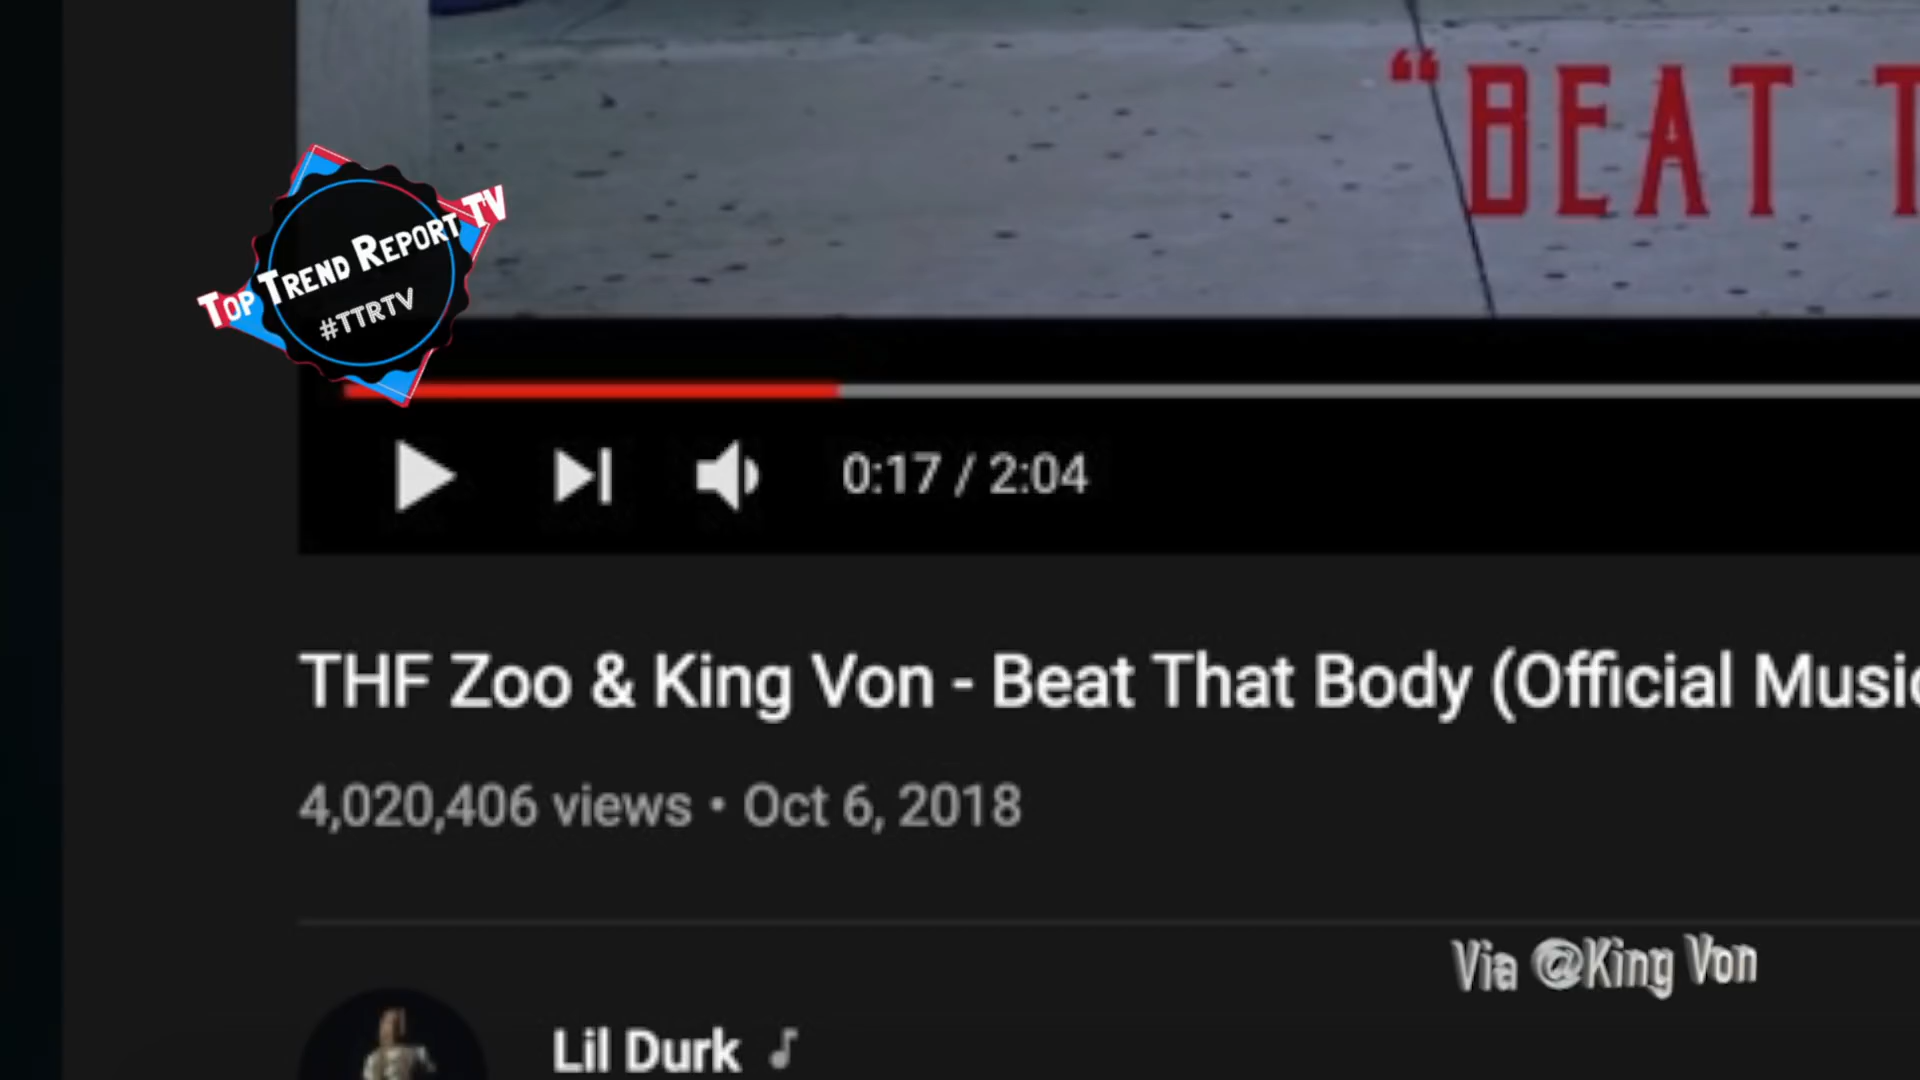 “BEAT T
TOP TREND REPORT TV
#TTRTV
0:17 / 2:04
THF Zoo & King Von - Beat That Body (Official Music
4,020,406 views • Oct 6, 2018
Via @King Von
Lil Durk